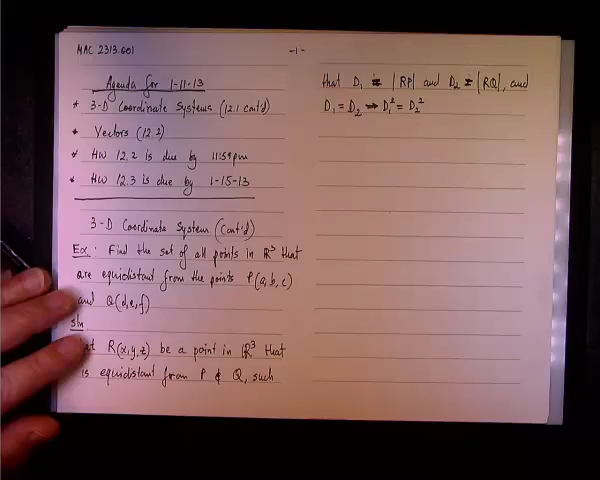 MAC 2313.001
-1-
Agenda for 1-11-13
* 3-D Coordinate Systems (12.1 cont'd)
* Vectors (12.2)
* HW 12.2 is due by 11:59pm
* HW 12.3 is due by 1-15-13
3-D Coordinate System (Cont'd)
Ex: Find the set of all points in ℝ³ that
are equidistant from the points P(a,b,c)
and Q(d,e,f)
sln
R(x,y,z) be a point in ℝ³ that
is equidistant from P & Q, such
that D₁ = |RP| and D₂ = |RQ|, and
D₁ = D₂ ⇒ D₁² = D₂²